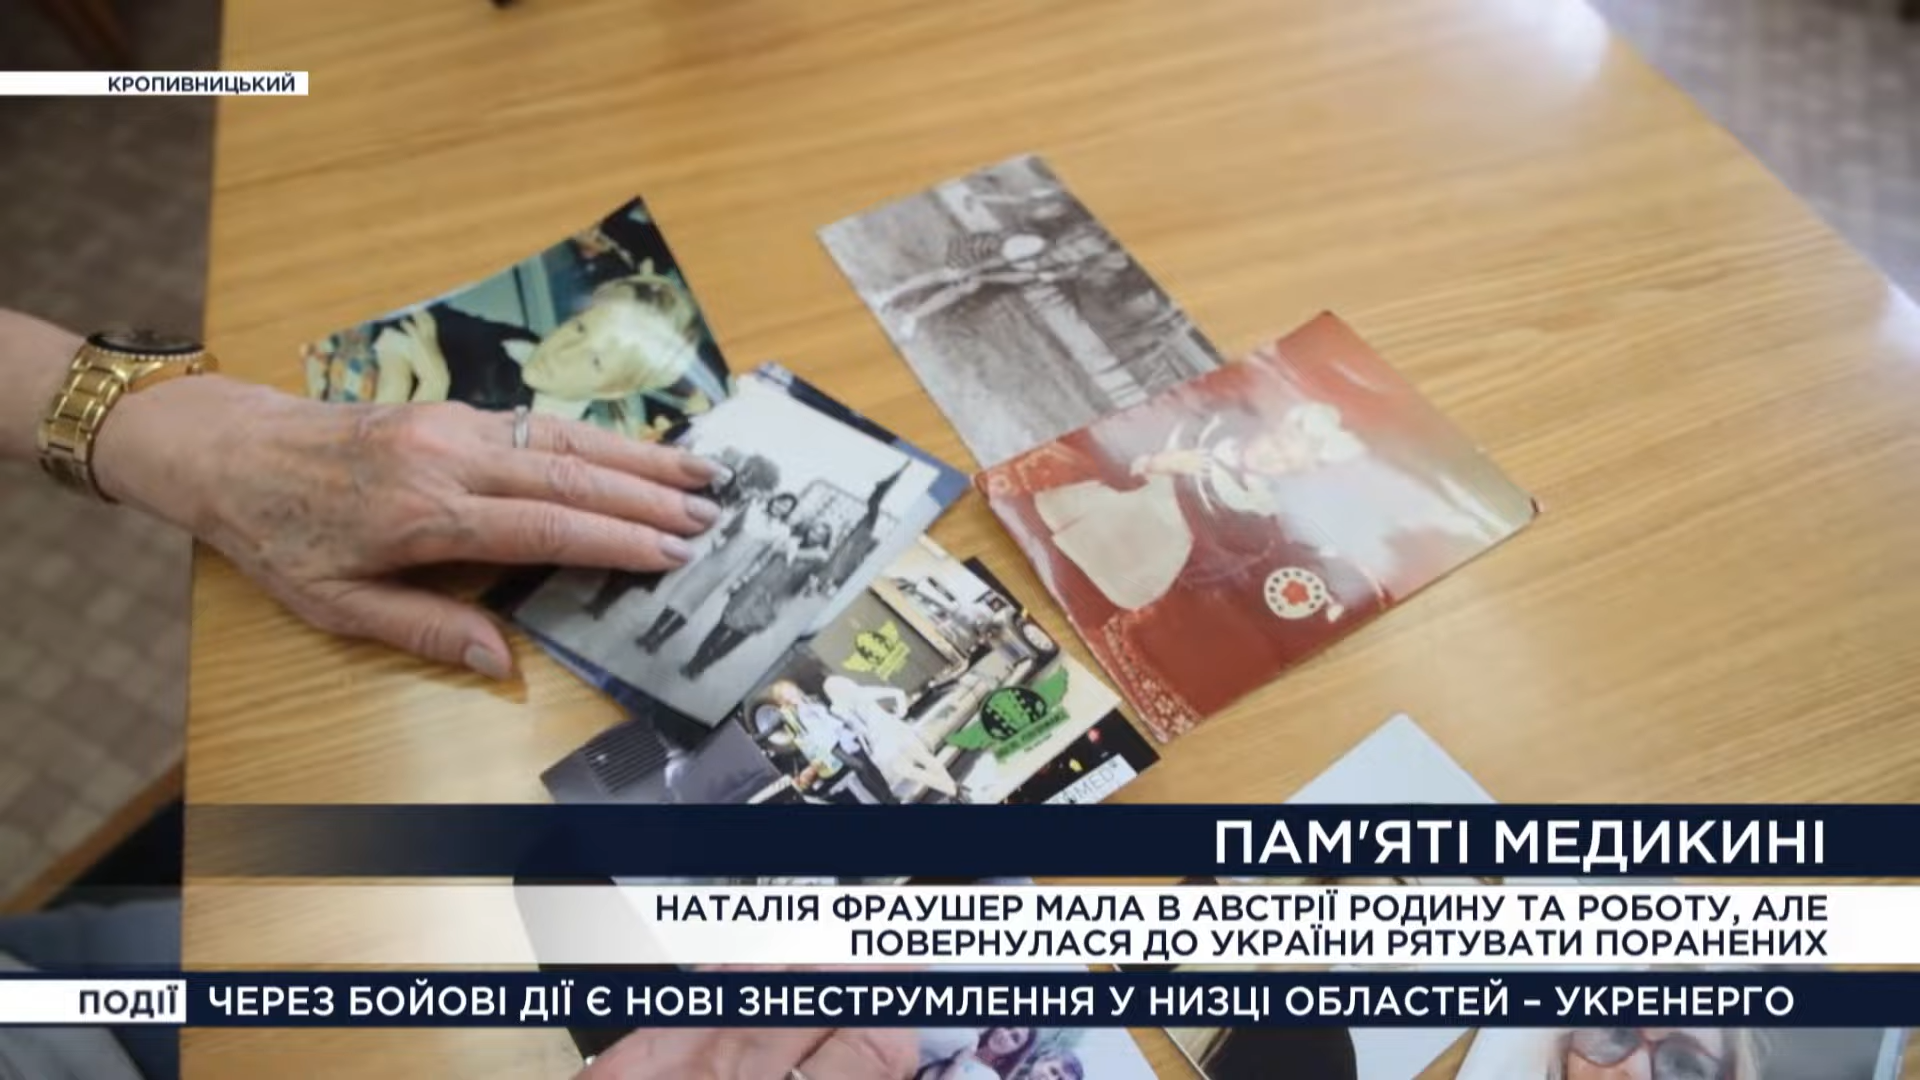 КРОПИВНИЦЬКИЙ
MED
ПАМ'ЯТІ МЕДИКИНІ
НАТАЛІЯ ФРАУШЕР МАЛА В АВСТРІЇ РОДИНУ ТА РОБОТУ, АЛЕ
ПОВЕРНУЛАСЯ ДО УКРАЇНИ РЯТУВАТИ ПОРАНЕНИХ
ПОДІЇ ЧЕРЕЗ БОЙОВІ ДІЇ Є НОВІ ЗНЕСТРУМЛЕННЯ У НИЗЦІ ОБЛАСТЕЙ – УКРЕНЕРГО